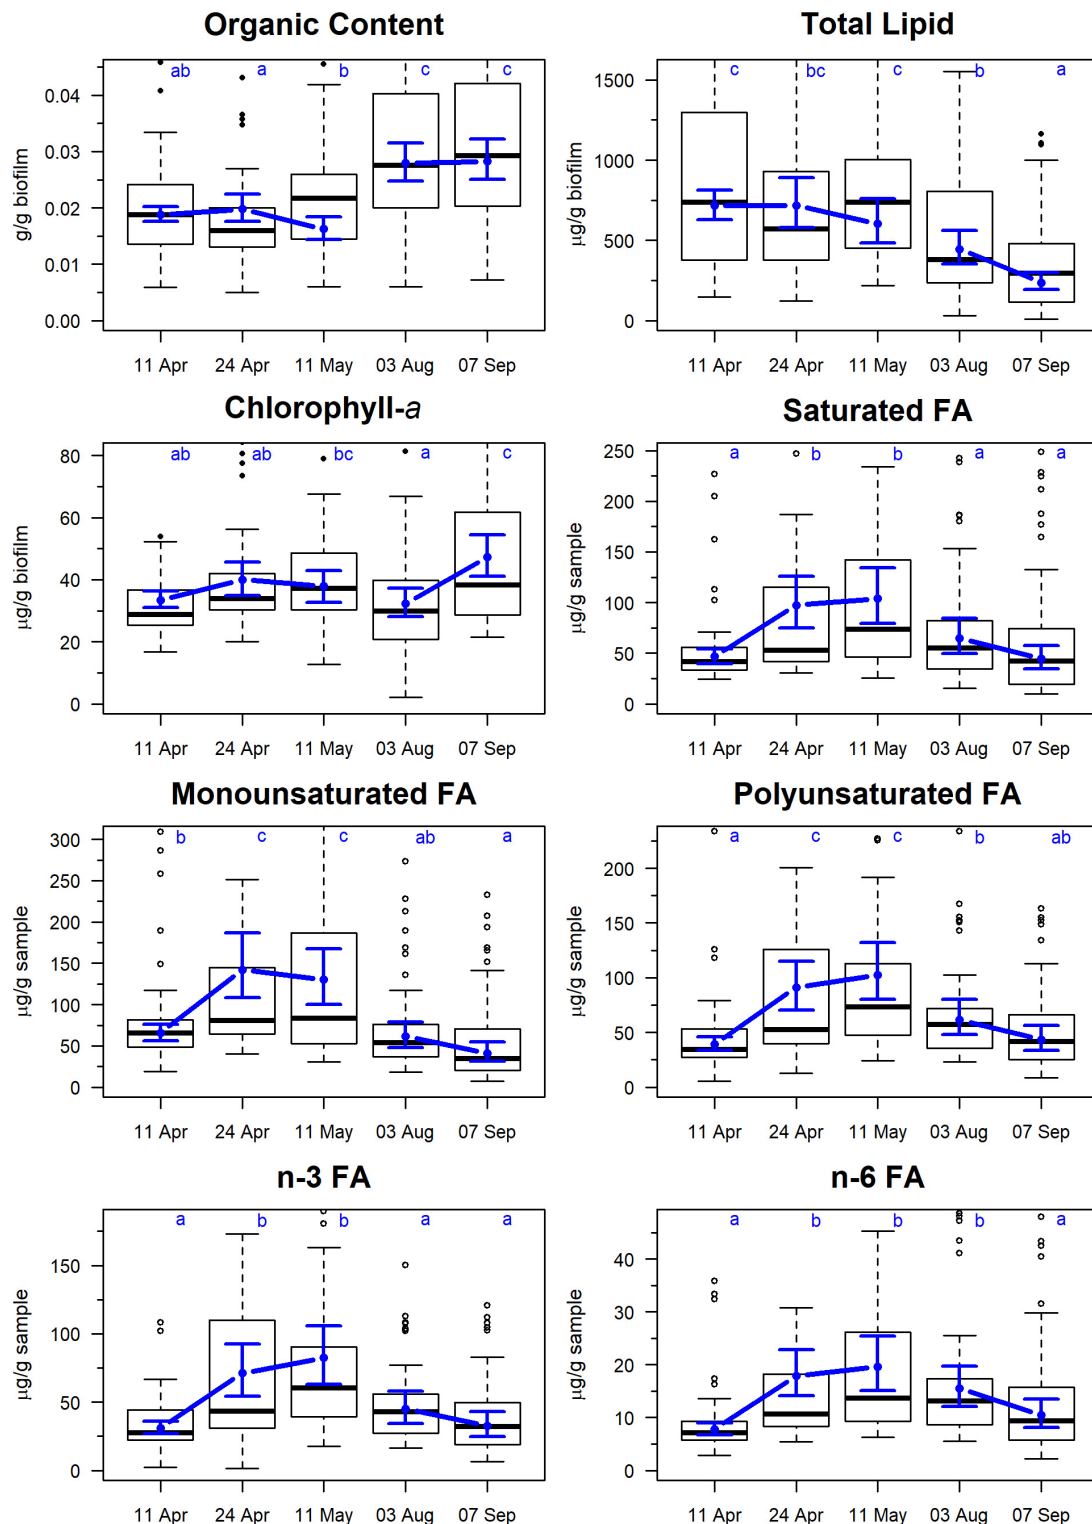 Organic Content
g/g biofilm
0.04
0.03
0.02
0.01
0.00
ab a b c c
11 Apr 24 Apr 11 May 03 Aug 07 Sep
Total Lipid
µg/g biofilm
1500
1000
500
0
c bc c b a
11 Apr 24 Apr 11 May 03 Aug 07 Sep
Chlorophyll-a
µg/g biofilm
80
60
40
20
0
ab ab bc a c
11 Apr 24 Apr 11 May 03 Aug 07 Sep
Saturated FA
µg/g sample
250
200
150
100
50
0
a b b a a
11 Apr 24 Apr 11 May 03 Aug 07 Sep
Monounsaturated FA
µg/g sample
300
250
200
150
100
50
0
b c c ab a
11 Apr 24 Apr 11 May 03 Aug 07 Sep
Polyunsaturated FA
µg/g sample
200
150
100
50
0
a c c b ab
11 Apr 24 Apr 11 May 03 Aug 07 Sep
n-3 FA
µg/g sample
150
100
50
0
a b b a a
11 Apr 24 Apr 11 May 03 Aug 07 Sep
n-6 FA
µg/g sample
40
30
20
10
0
a b b b a
11 Apr 24 Apr 11 May 03 Aug 07 Sep